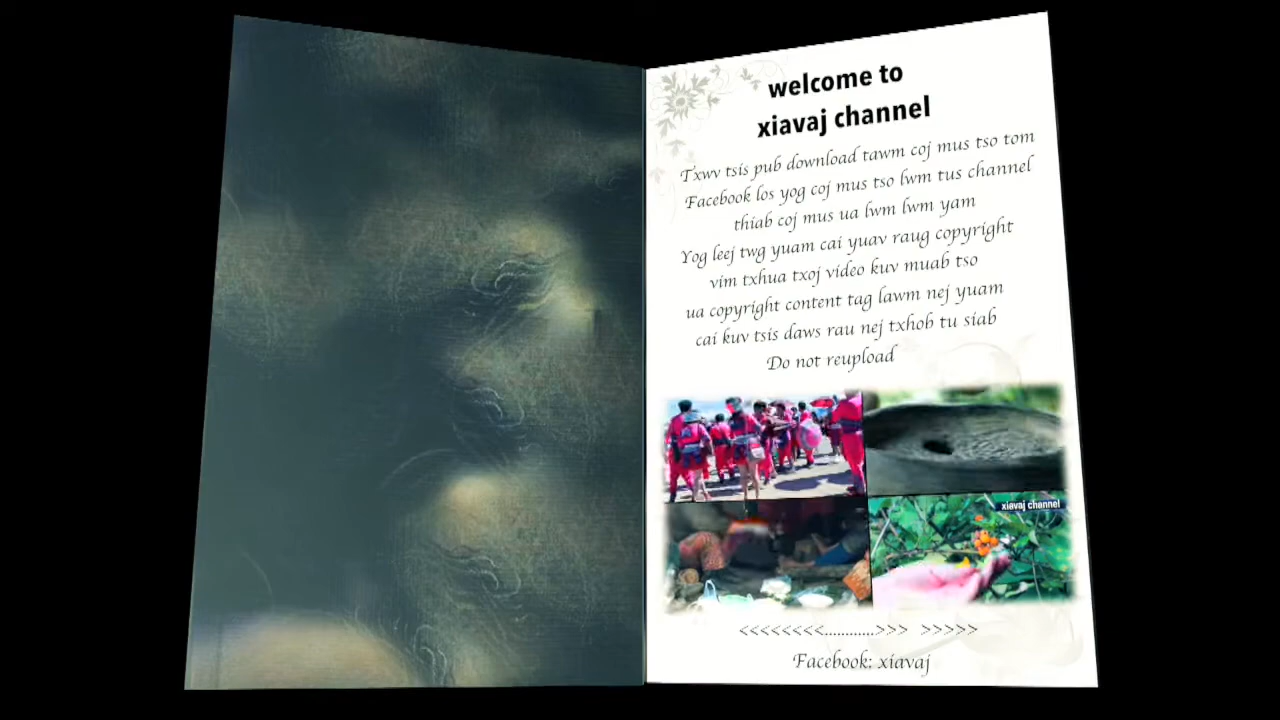 welcome to
xiavaj channel
Txwv tsis pub download tawm coj mus tso tom
Facebook los yog coj mus tso lwm tus channel
thiab coj mus ua lwm lwm yam
Yog leej twg yuam cai yuav raug copyright
vim txhua txoj video kuv muab tso
ua copyright content tag lawm nej yuam
cai kuv tsis daws rau nej txhob tu siab
Do not reupload
xiavaj channel
<<<<<<<<............>>> >>>>>
Facebook: xiavaj